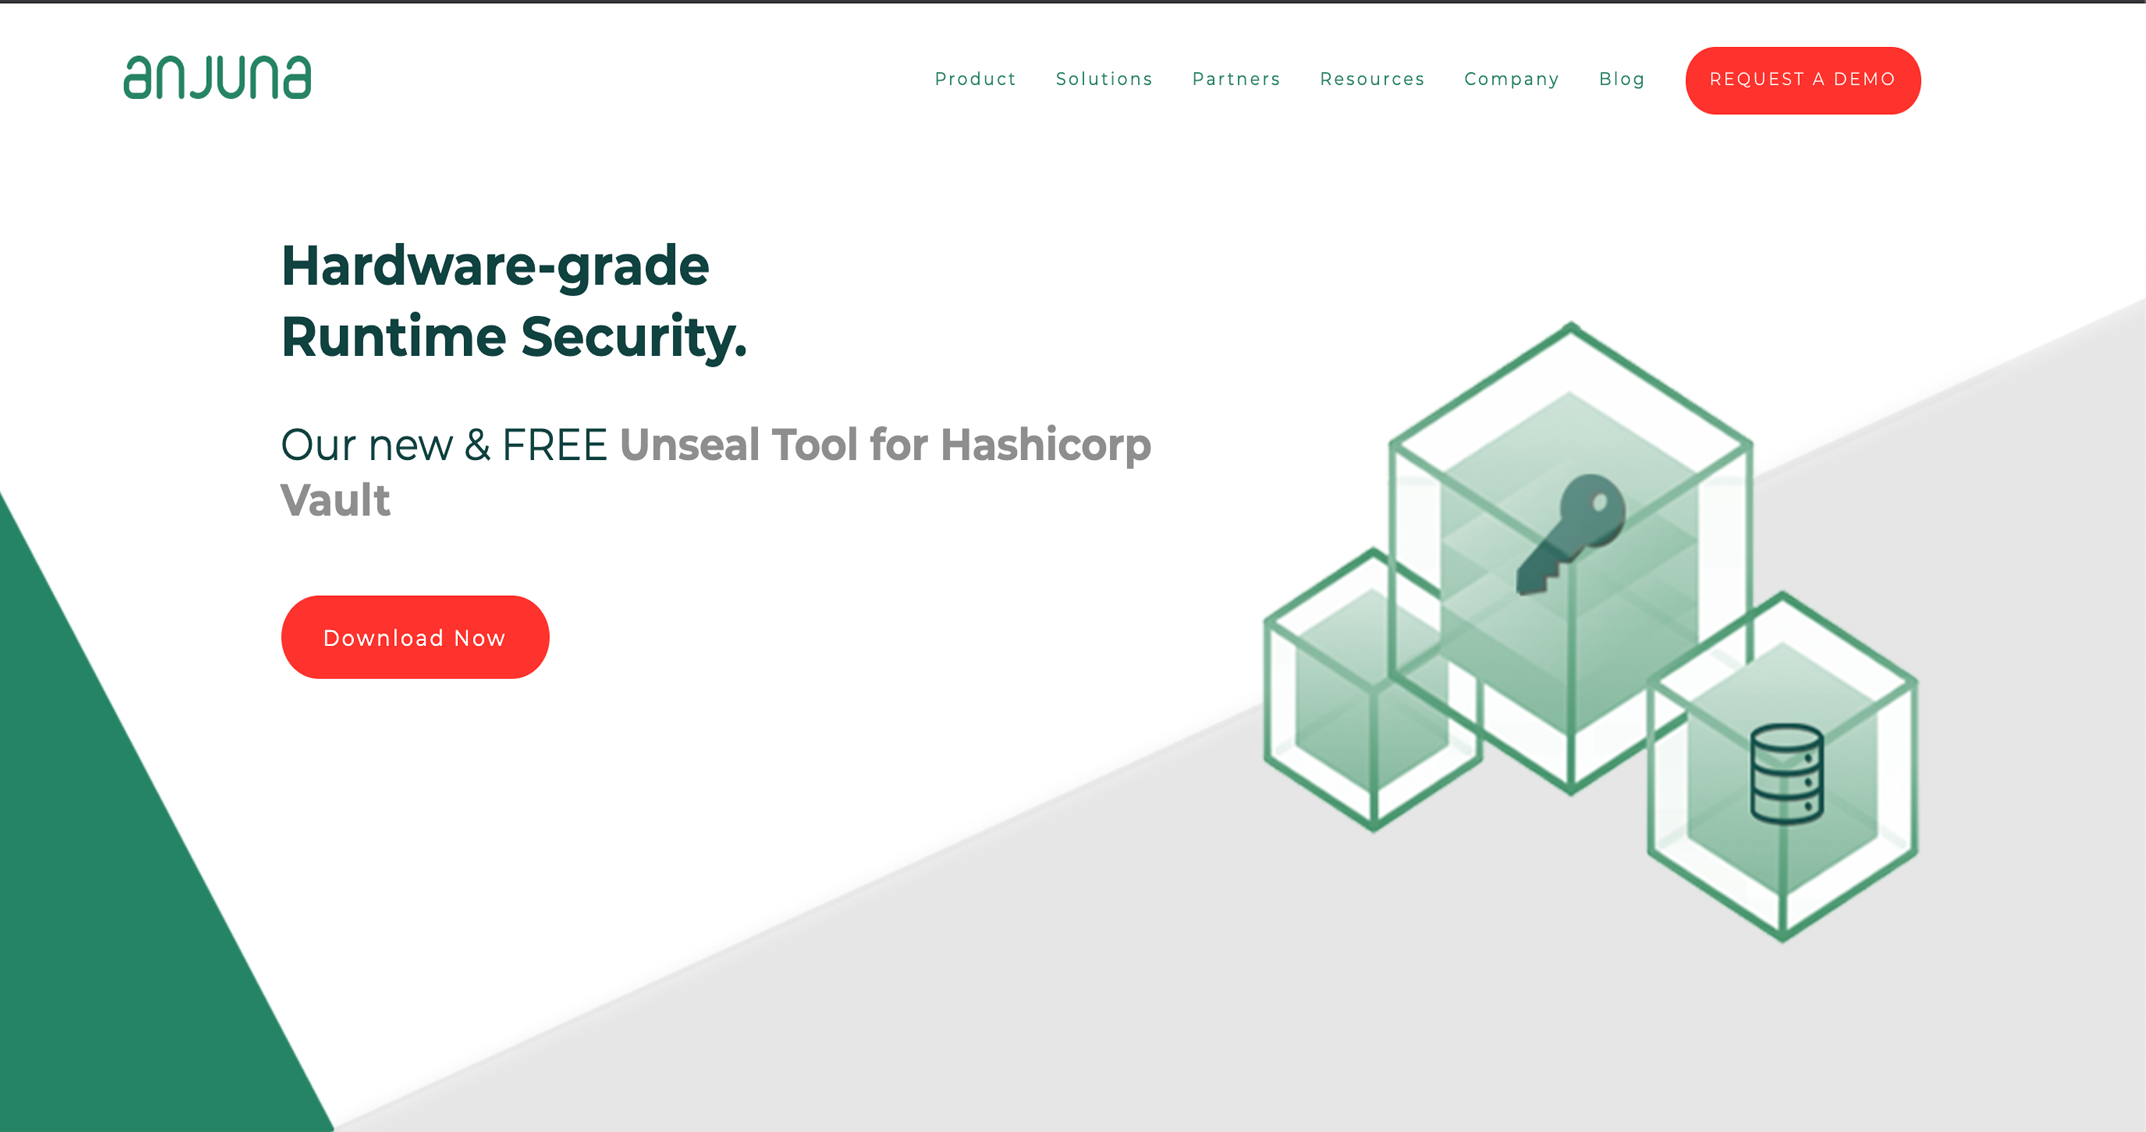 anjuna
Product Solutions Partners Resources Company Blog REQUEST A DEMO
Hardware-grade
Runtime Security.
Our new & FREE Unseal Tool for Hashicorp
Vault
Download Now